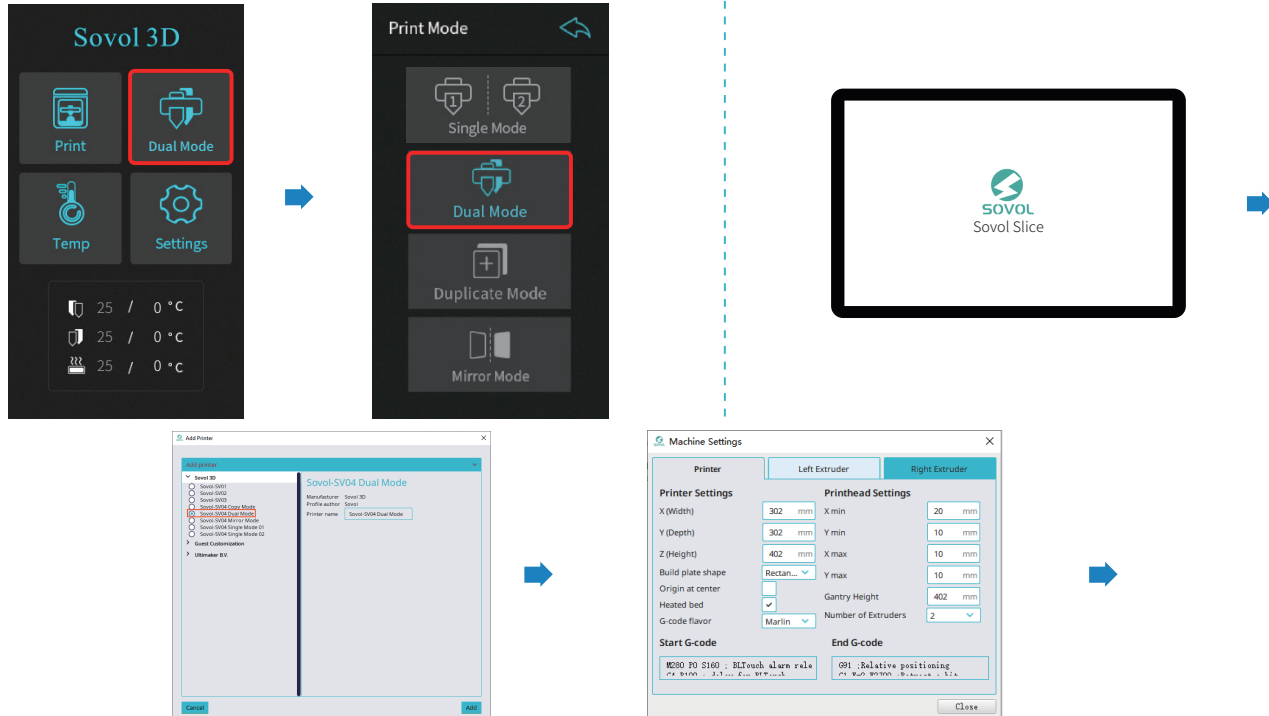 Sovol 3D
Print
Dual Mode
Temp
Settings
25 / 0 °C
25 / 0 °C
25 / 0 °C
Print Mode
1
2
Single Mode
Dual Mode
Duplicate Mode
Mirror Mode
SOVOL
Sovol Slice
Add Printer
Add printer
Sovol 3D
Sovol-SV01
Sovol-SV02
Sovol-SV03
Sovol-SV04 Copy Mode
Sovol-SV04 Dual Mode
Sovol-SV04 Mirror Mode
Sovol-SV04 Single Mode 01
Sovol-SV04 Single Mode 02
Guest Customization
Ultimaker B.V.
Sovol-SV04 Dual Mode
Manufacturer Sovol 3D
Profile author Sovol
Printer name Sovol-SV04 Dual Mode
Cancel
Add
Machine Settings
Printer
Left Extruder
Right Extruder
Printer Settings
X (Width) 302 mm
Y (Depth) 302 mm
Z (Height) 402 mm
Build plate shape Rectan...
Origin at center
Heated bed
G-code flavor Marlin
Printhead Settings
X min 20 mm
Y min 10 mm
X max 10 mm
Y max 10 mm
Gantry Height 402 mm
Number of Extruders 2
Start G-code
M280 P0 S160 ; BLTouch alarm rele
End G-code
G91 ;Relative positioning
Close